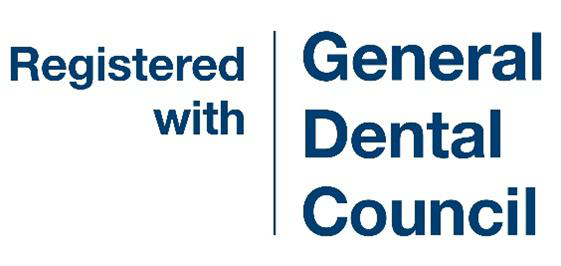 Registered
with
General
Dental
Council